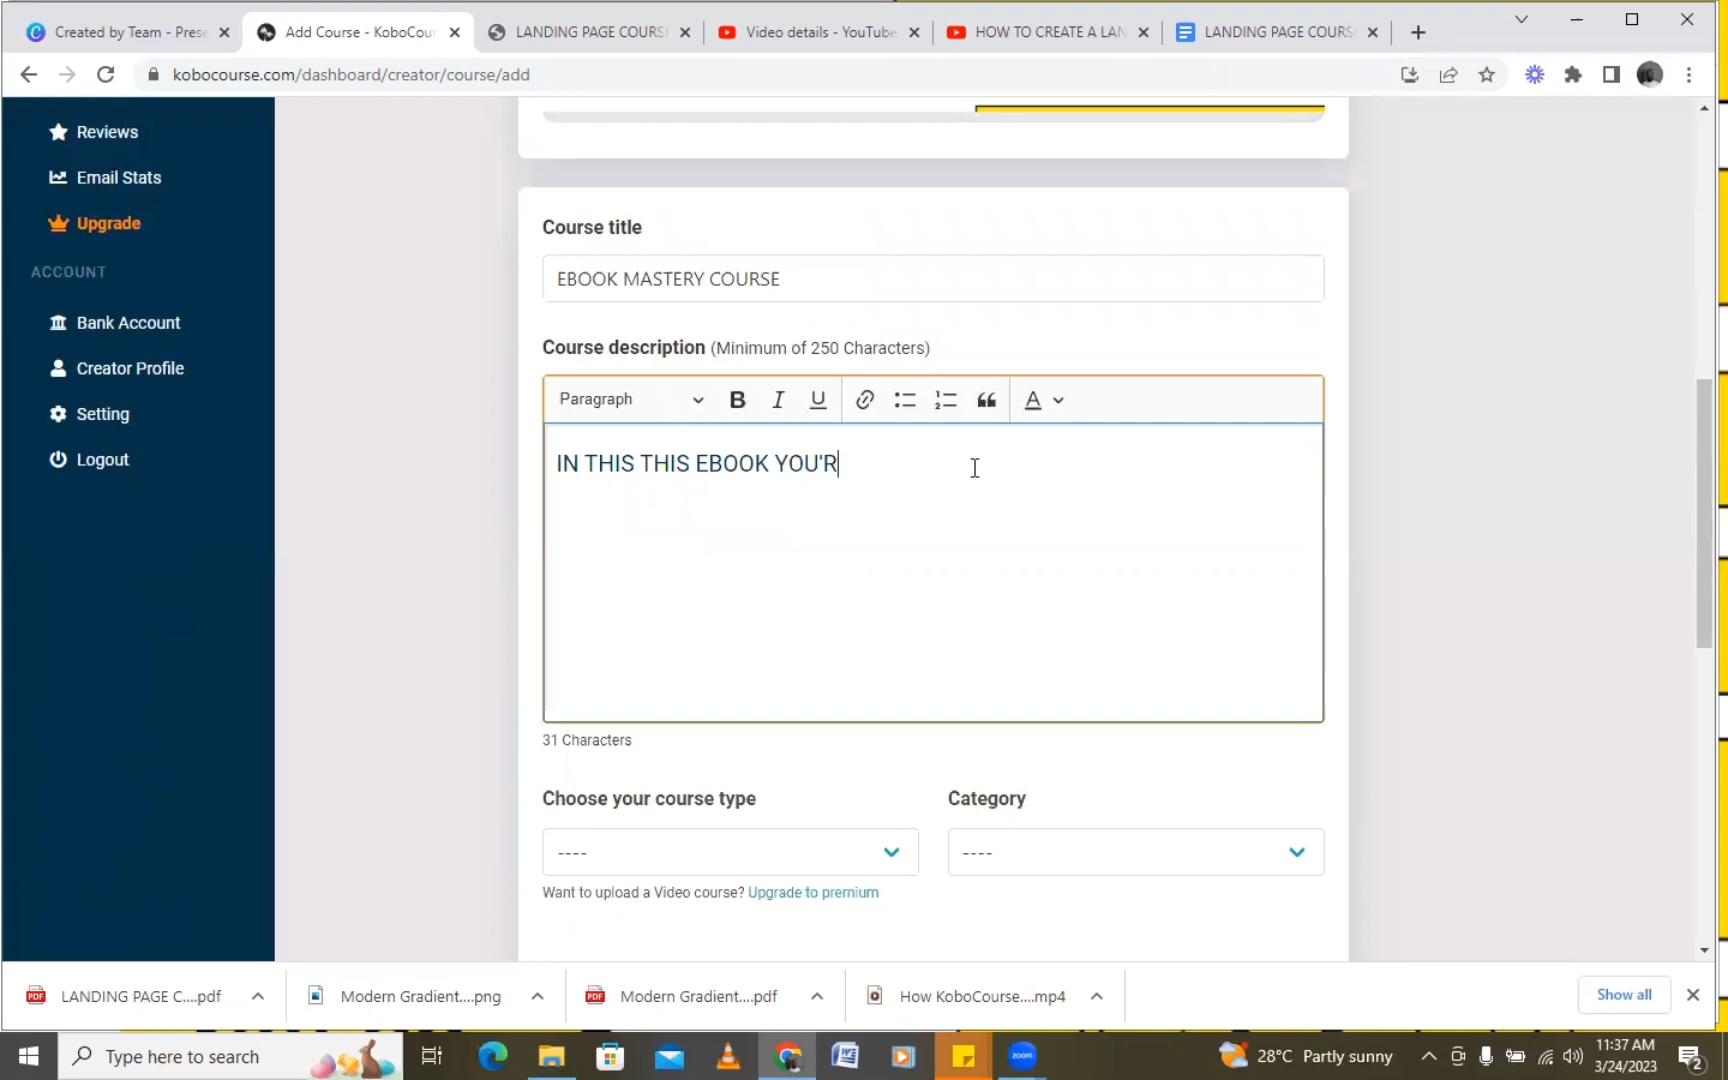 Created by Team - Prese
Add Course - KoboCour
LANDING PAGE COURS
Video details - YouTube
HOW TO CREATE A LAN
LANDING PAGE COURS
kobocourse.com/dashboard/creator/course/add
Reviews
Email Stats
Upgrade
ACCOUNT
Bank Account
Creator Profile
Setting
Logout
Course title
EBOOK MASTERY COURSE
Course description (Minimum of 250 Characters)
Paragraph B I U A
IN THIS THIS EBOOK YOU'R
31 Characters
Choose your course type
Category
----
----
Want to upload a Video course? Upgrade to premium
LANDING PAGE C....pdf
Modern Gradient....png
Modern Gradient....pdf
How KoboCourse....mp4
Show all
Type here to search
zoom
28°C Partly sunny
11:37 AM
3/24/2023
2